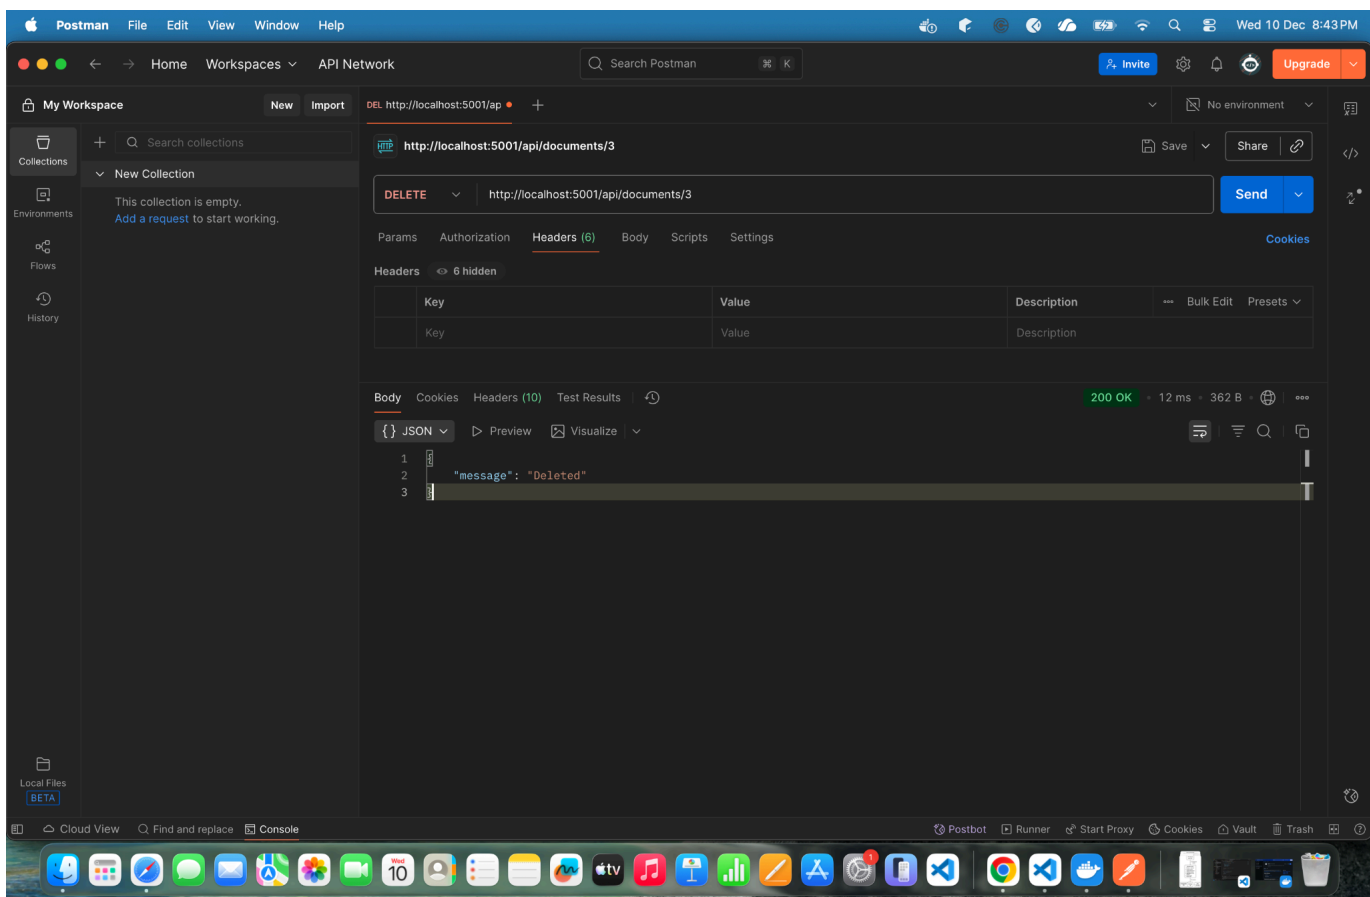 Postman File Edit View Window Help Wed 10 Dec 8:43 PM
Home Workspaces API Network Search Postman ⌘ K Invite Upgrade
My Workspace New Import DEL http://localhost:5001/ap No environment
Collections Search collections http://localhost:5001/api/documents/3 Save Share
New Collection
This collection is empty.
Add a request to start working.
DELETE http://localhost:5001/api/documents/3 Send
Environments
Flows
History
Params Authorization Headers (6) Body Scripts Settings Cookies
Headers 6 hidden
Key Value Description Bulk Edit Presets
Key Value Description
Body Cookies Headers (10) Test Results 200 OK 12 ms 362 B
{} JSON Preview Visualize
1 {
2 "message": "Deleted"
3 }
Local Files
BETA
Cloud View Find and replace Console Postbot Runner Start Proxy Cookies Vault Trash
Wed
10
tv
1